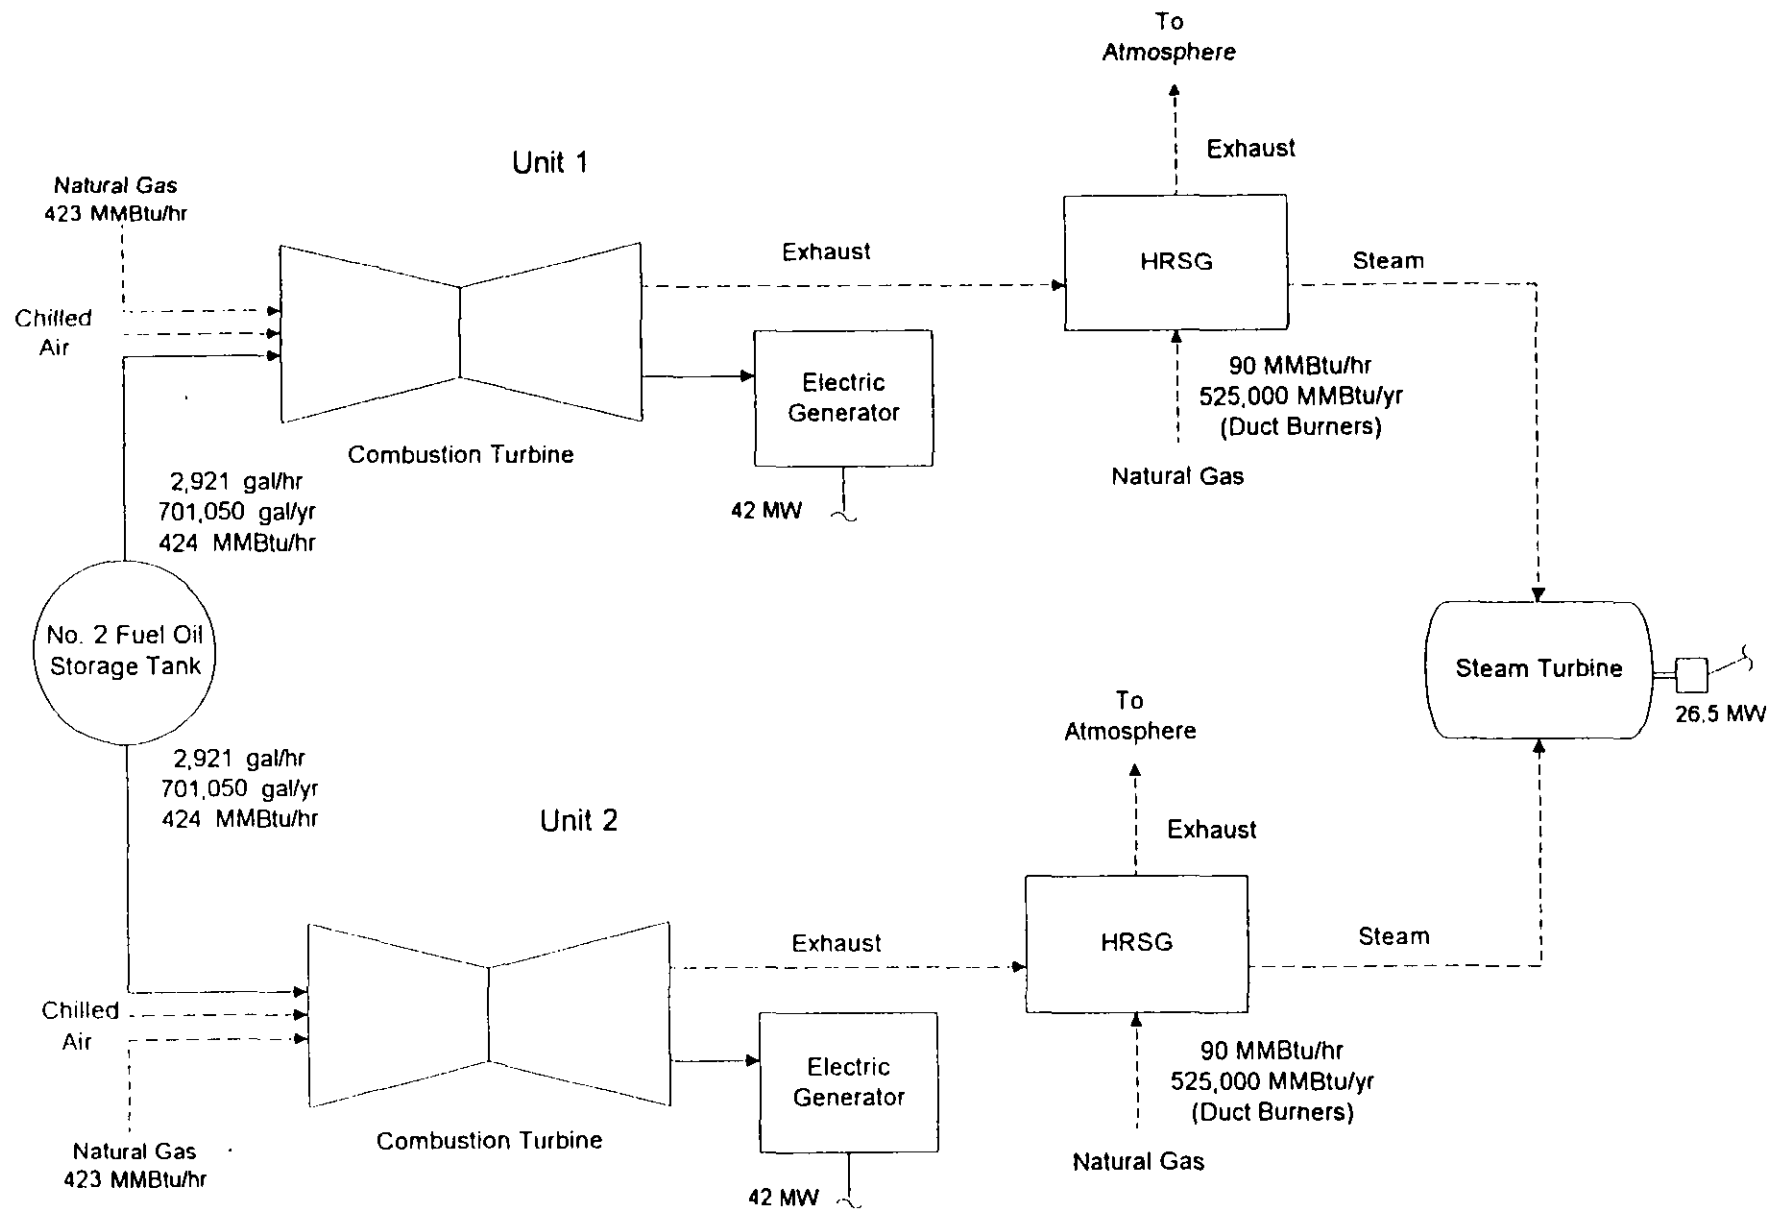 To
Atmosphere
Exhaust
Unit 1
Natural Gas
423 MMBtu/hr
Exhaust
HRSG
Steam
Chilled
Air
Electric
Generator
90 MMBtu/hr
525,000 MMBtu/yr
(Duct Burners)
Combustion Turbine
Natural Gas
2,921 gal/hr
701,050 gal/yr
424 MMBtu/hr
42 MW
No. 2 Fuel Oil
Storage Tank
Steam Turbine
26.5 MW
To
Atmosphere
2,921 gal/hr
701,050 gal/yr
424 MMBtu/hr
Unit 2
Exhaust
Exhaust
HRSG
Steam
Chilled
Air
Electric
Generator
90 MMBtu/hr
525,000 MMBtu/yr
(Duct Burners)
Combustion Turbine
Natural Gas
423 MMBtu/hr
Natural Gas
42 MW